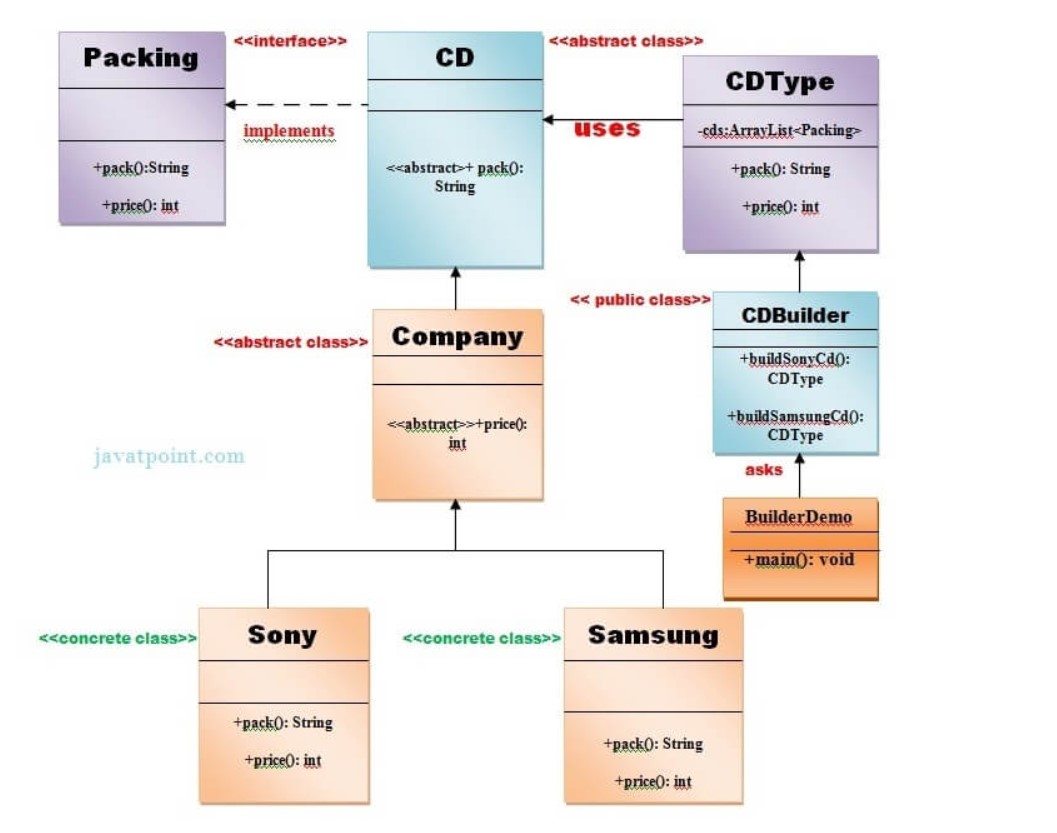 Packing
<<interface>>
+pack():String
+price(): int
implements
CD
<<abstract class>>
<<abstract>+ pack():
String
uses
CDType
-cds:ArrayList<Packing>
+pack(): String
+price(): int
<< public class>>
CDBuilder
+buildSonyCd():
CDType
+buildSamsungCd():
CDType
asks
BuilderDemo
+main(): void
<<abstract class>>
Company
<<abstract>>+price():
int
javatpoint.com
<<concrete class>>
Sony
+pack(): String
+price(): int
<<concrete class>>
Samsung
+pack(): String
+price(): int